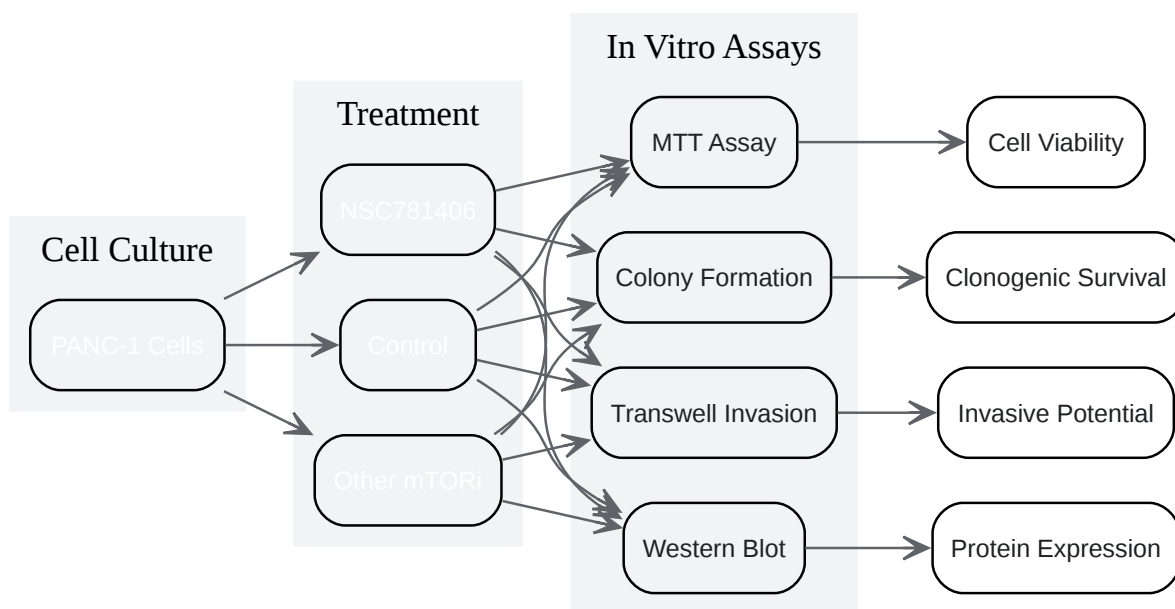 Cell Culture
PANC-1 Cells
Treatment
NSC781406
Control
Other mTORi
In Vitro Assays
MTT Assay
Colony Formation
Transwell Invasion
Western Blot
Cell Viability
Clonogenic Survival
Invasive Potential
Protein Expression